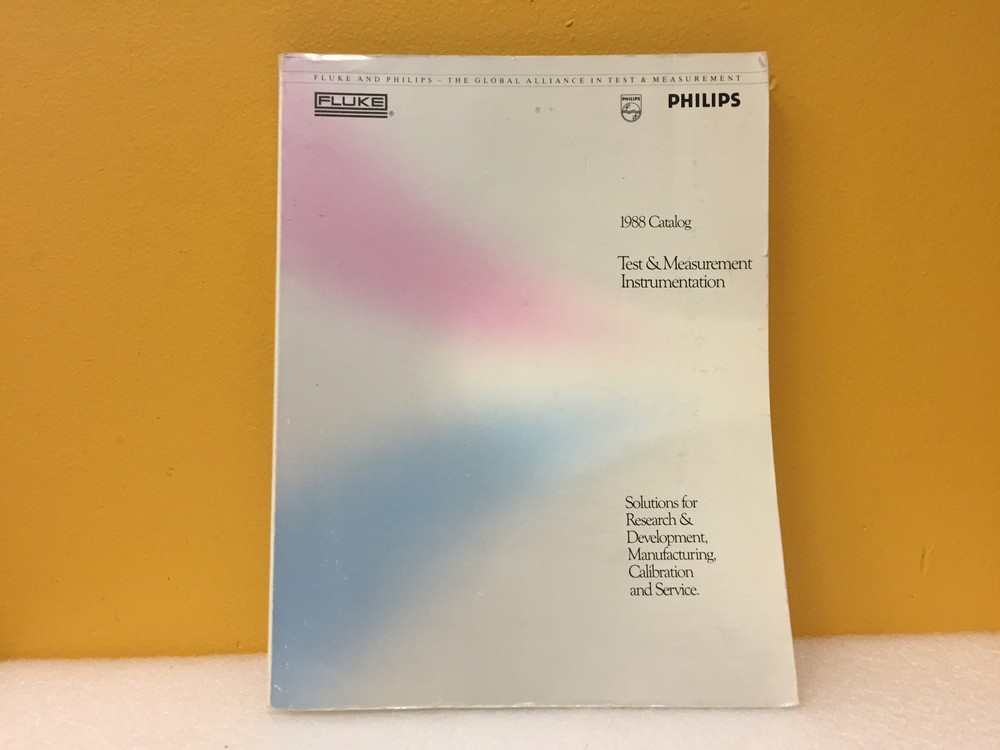 FLUKE AND PHILIPS - THE GLOBAL ALLIANCE IN TEST & MEASUREMENT
FLUKE ®
PHILIPS
PHILIPS
1988 Catalog
Test & Measurement
Instrumentation
Solutions for
Research &
Development,
Manufacturing,
Calibration
and Service.